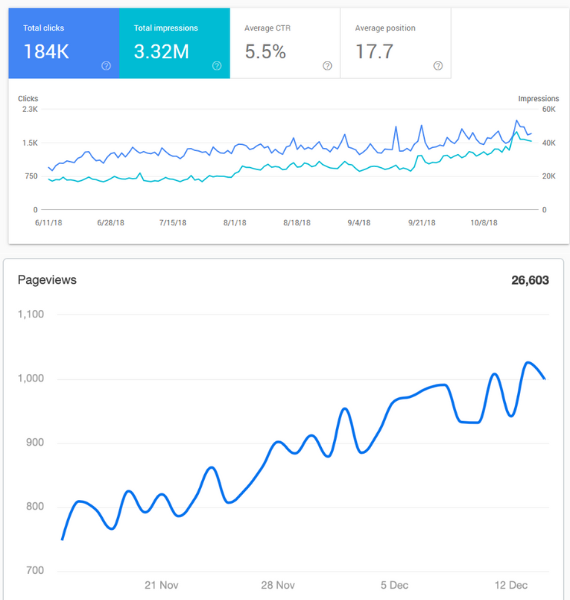 Total clicks Total impressions Average CTR Average position
184K 3.32M 5.5% 17.7
Clicks Impressions
2.3K 60K
1.5K 40K
750 20K
0 0
6/11/18 6/28/18 7/15/18 8/1/18 8/18/18 9/4/18 9/21/18 10/8/18
Pageviews 26,603
1,100
1,000
900
800
700
21 Nov 28 Nov 5 Dec 12 Dec